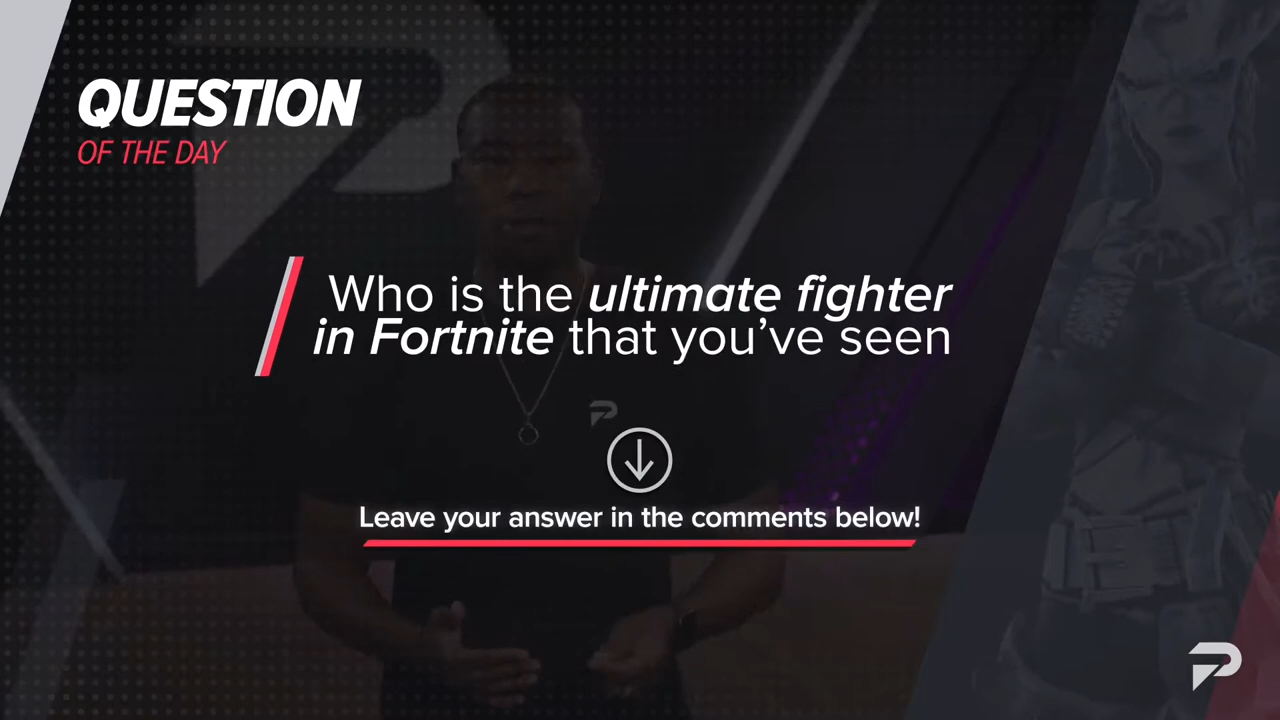 QUESTION
OF THE DAY
Who is the ultimate fighter
in Fortnite that you’ve seen
Leave your answer in the comments below!